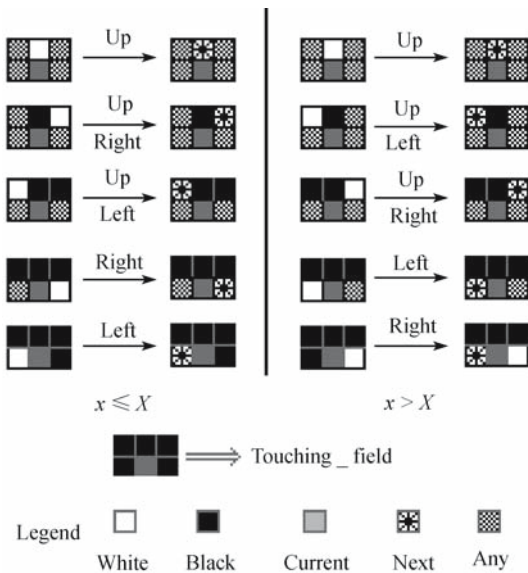 Up
Up
Up
Right
Up
Left
Up
Left
Up
Right
Right
Left
Left
Right
x ⩽ X
x > X
Touching _ field
Legend
White
Black
Current
Next
Any